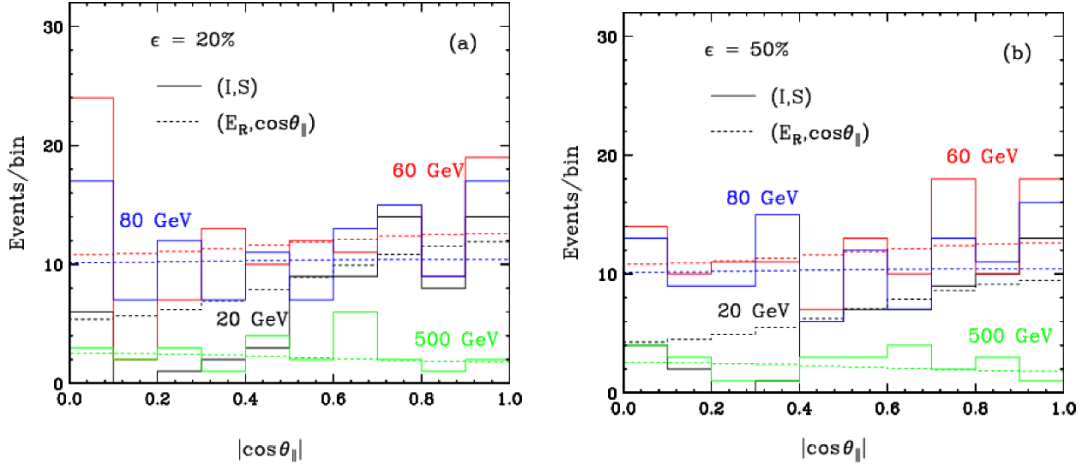 ϵ = 20%
(a)
(I,S)
(E_R,cosθ_∥)
60 GeV
80 GeV
20 GeV
500 GeV
Events/bin
30
20
10
0
0.0 0.2 0.4 0.6 0.8 1.0
|cosθ_∥|
ϵ = 50%
(b)
(I,S)
(E_R,cosθ_∥)
60 GeV
80 GeV
20 GeV
500 GeV
Events/bin
30
20
10
0
0.0 0.2 0.4 0.6 0.8 1.0
|cosθ_∥|